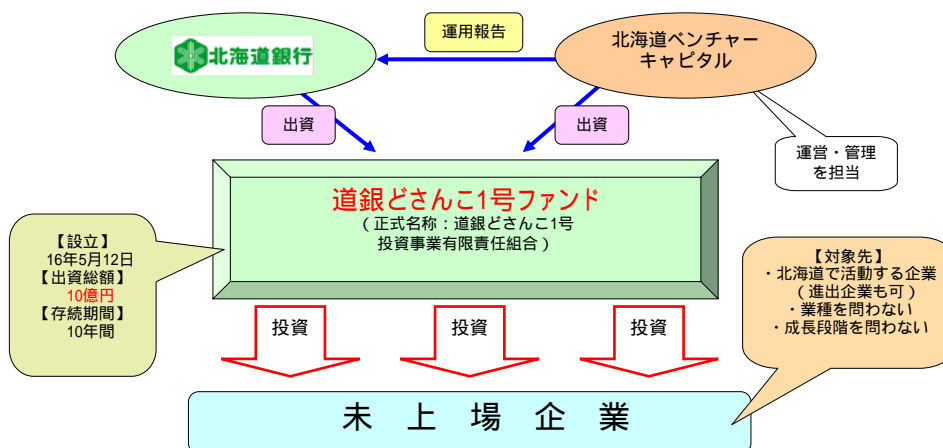 北海道銀行
運用報告
北海道ベンチャー
キャピタル
出資
出資
運営・管理
を担当
道銀どさんこ1号ファンド
（正式名称：道銀どさんこ1号
投資事業有限責任組合）
【設立】
16年5月12日
【出資総額】
10億円
【存続期間】
10年間
【対象先】
・北海道で活動する企業
（進出企業も可）
・業種を問わない
・成長段階を問わない
投資
投資
投資
未上場企業